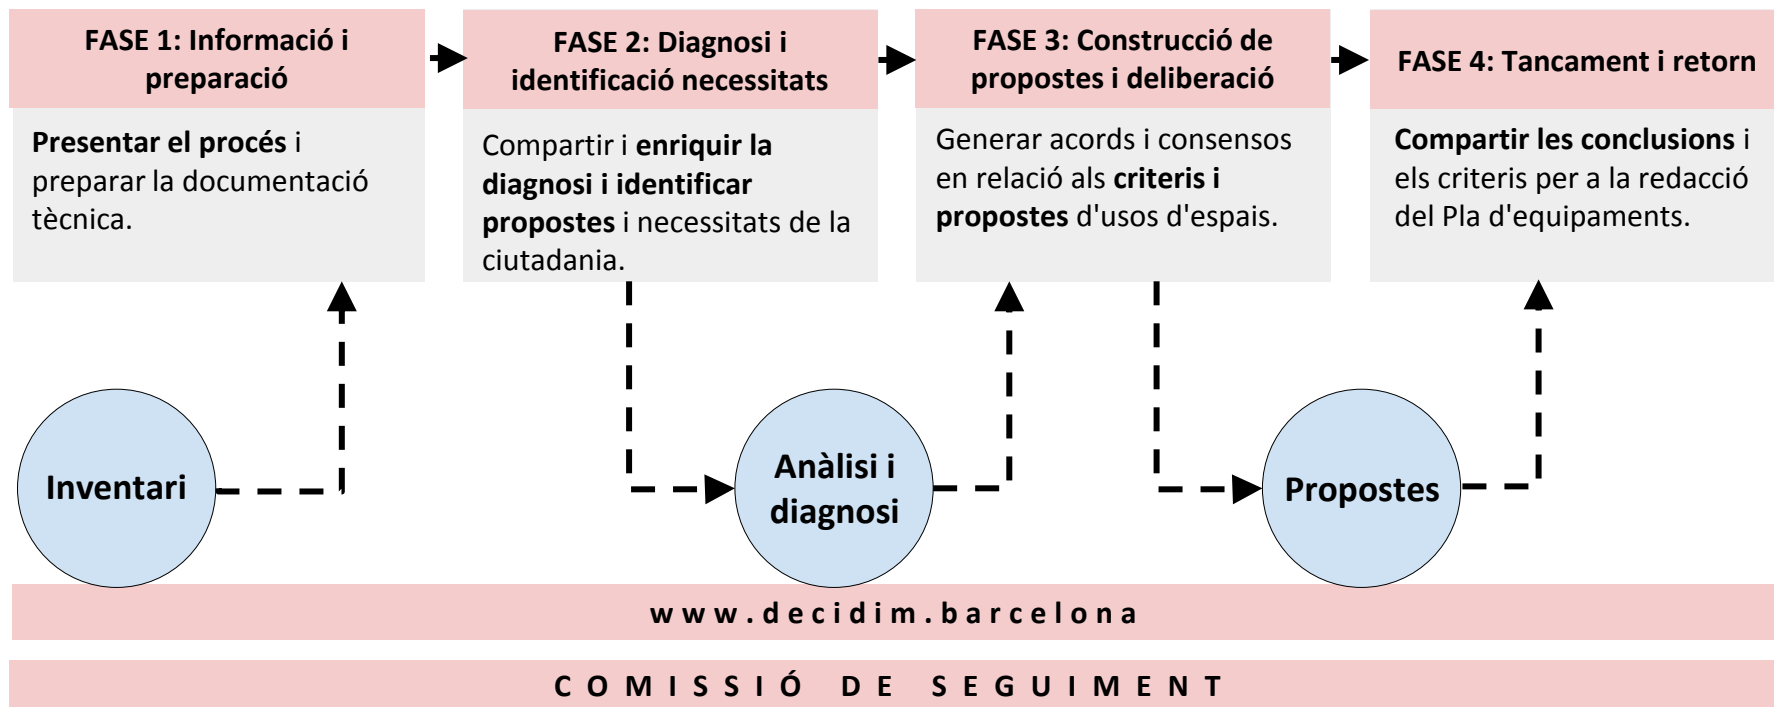 FASE 1: Informació i
preparació
Presentar el procés i
preparar la documentació
tècnica.
FASE 2: Diagnosi i
identificació necessitats
Compartir i enriquir la
diagnosi i identificar
propostes i necessitats de la
ciutadania.
FASE 3: Construcció de
propostes i deliberació
Generar acords i consensos
en relació als criteris i
propostes d'usos d'espais.
FASE 4: Tancament i retorn
Compartir les conclusions i
els criteris per a la redacció
del Pla d'equipaments.
Inventari
Anàlisi i
diagnosi
Propostes
www.decidim.barcelona
COMISSIÓ DE SEGUIMENT